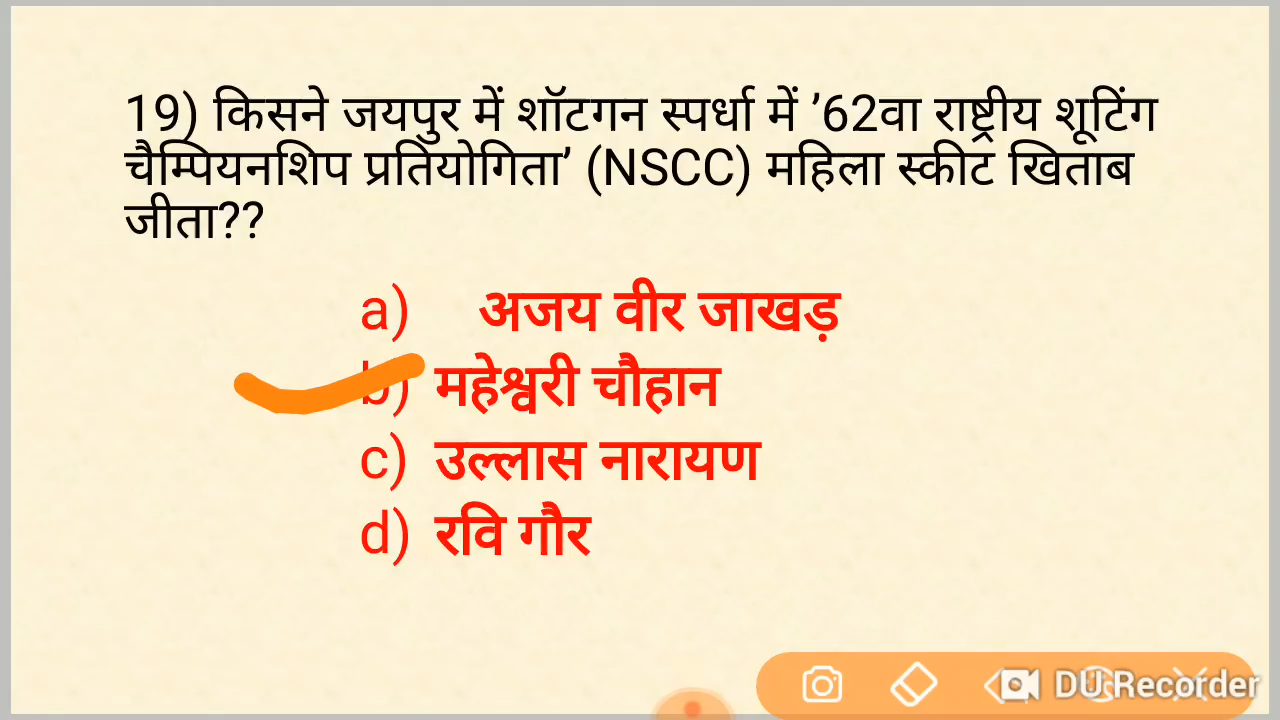 19) किसने जयपुर में शॉटगन स्पर्धा में ’62वा राष्ट्रीय शूटिंग
चैम्पियनशिप प्रतियोगिता’ (NSCC) महिला स्कीट खिताब
जीता??
a) अजय वीर जाखड़
b) महेश्वरी चौहान
c) उल्लास नारायण
d) रवि गौर
DU Recorder